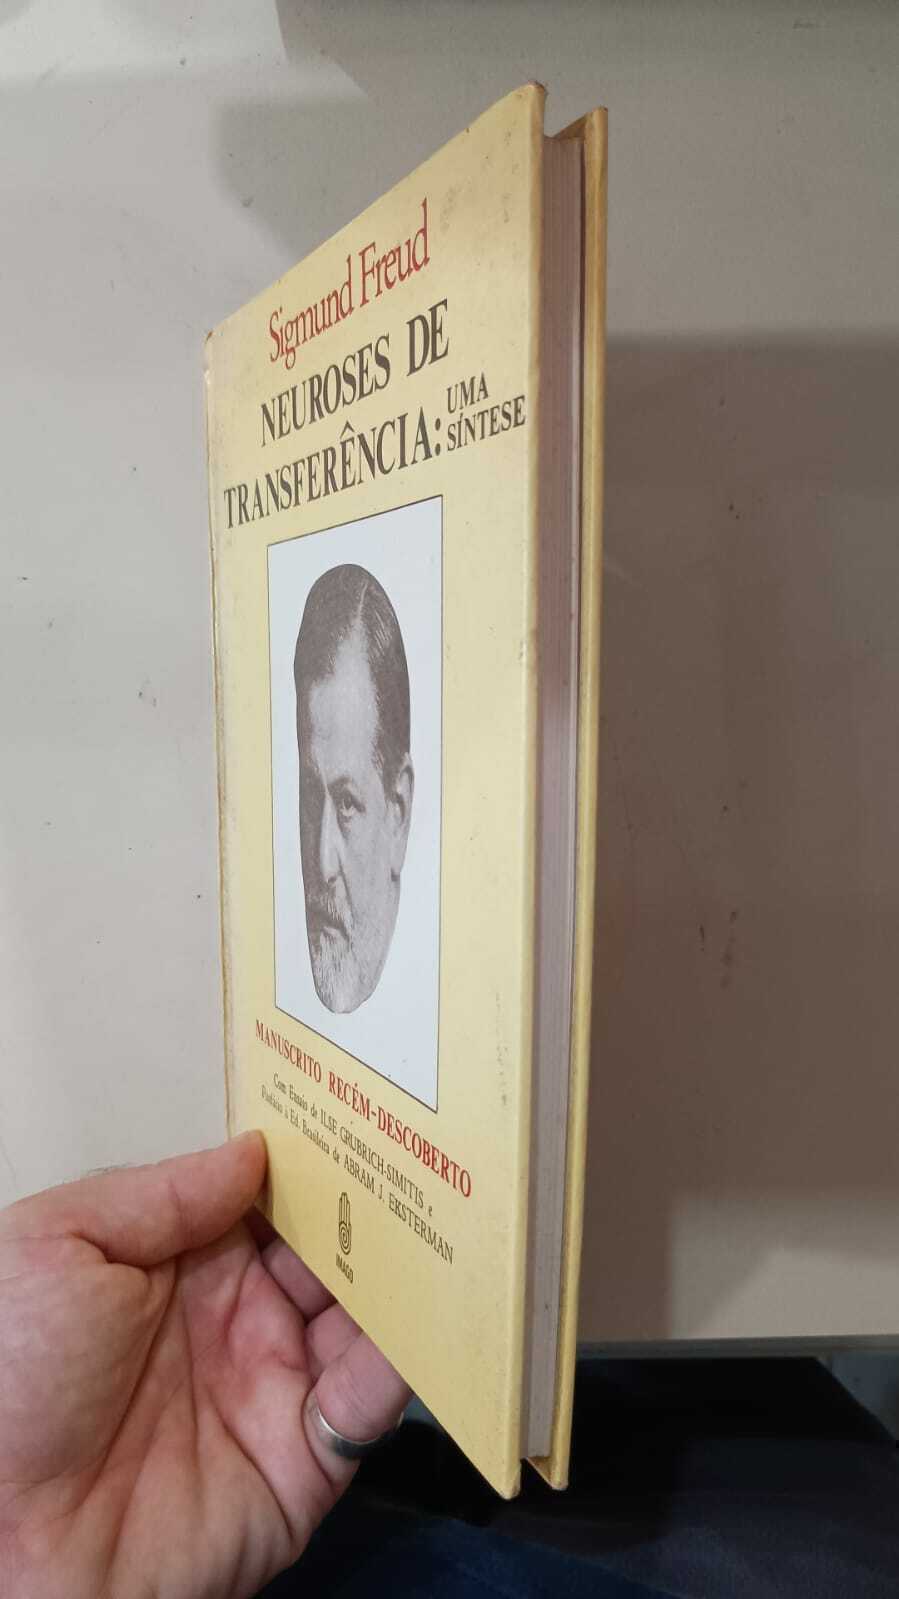 Sigmund Freud
NEUROSES DE
TRANSFERÊNCIA: UMA
SÍNTESE
MANUSCRITO RECÉM-DESCOBERTO
Com Ensaio de ILSE GRUBRICH-SIMITIS e
Prefácio à Ed. Brasileira de ABRAM J. EKSTERMAN
IMAGO